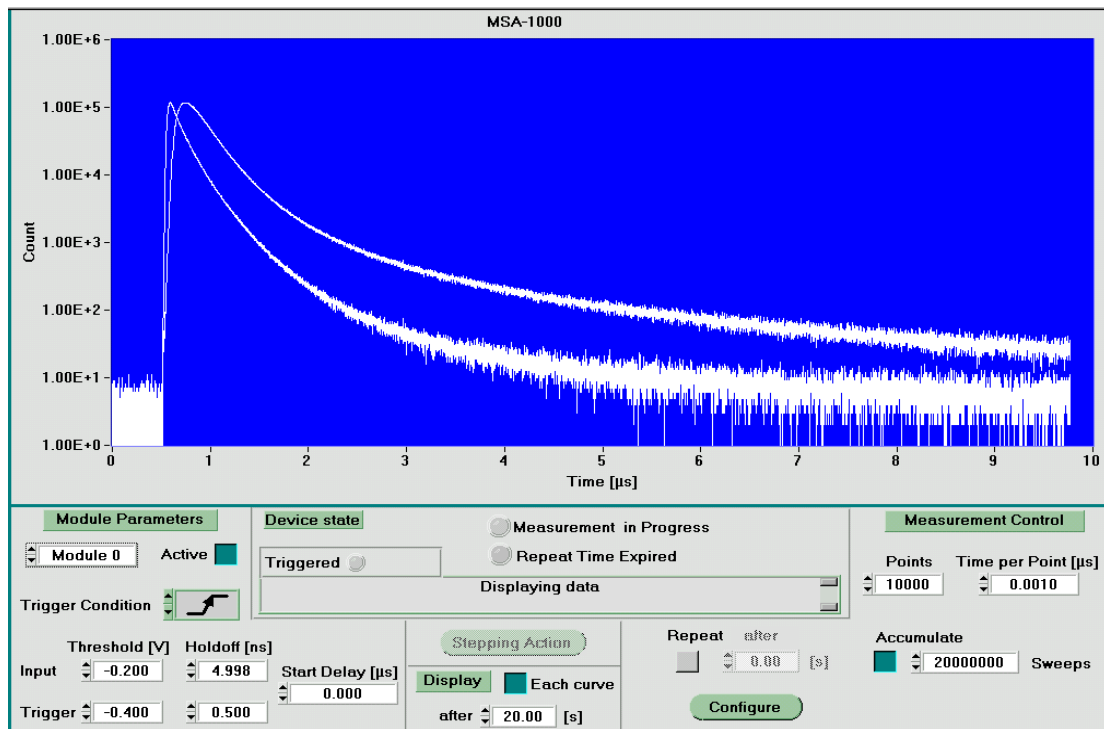 MSA-1000
1.00E+6
1.00E+5
1.00E+4
1.00E+3
1.00E+2
1.00E+1
1.00E+0
Count
0 1 2 3 4 5 6 7 8 9 10
Time [µs]
Module Parameters
Module 0
Active
Trigger Condition
Threshold [V] Holdoff [ns]
Input -0.200 4.998
Start Delay [µs]
0.000
Trigger -0.400 0.500
Device state
Measurement in Progress
Triggered
Repeat Time Expired
Displaying data
Stepping Action
Display Each curve
after 20.00 [s]
Measurement Control
Points Time per Point [µs]
10000 0.0010
Repeat after
0.00 [s]
Accumulate
20000000 Sweeps
Configure